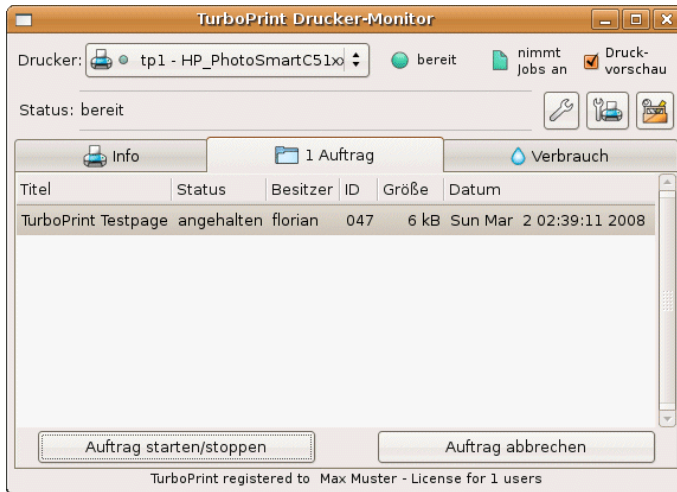 TurboPrint Drucker-Monitor
Drucker: tp1 - HP_PhotoSmartC51x bereit nimmt Jobs an Druck-vorschau
Status: bereit
Info 1 Auftrag Verbrauch
Titel Status Besitzer ID Größe Datum
TurboPrint Testpage angehalten florian 047 6 kB Sun Mar 2 02:39:11 2008
Auftrag starten/stoppen Auftrag abbrechen
TurboPrint registered to Max Muster - License for 1 users